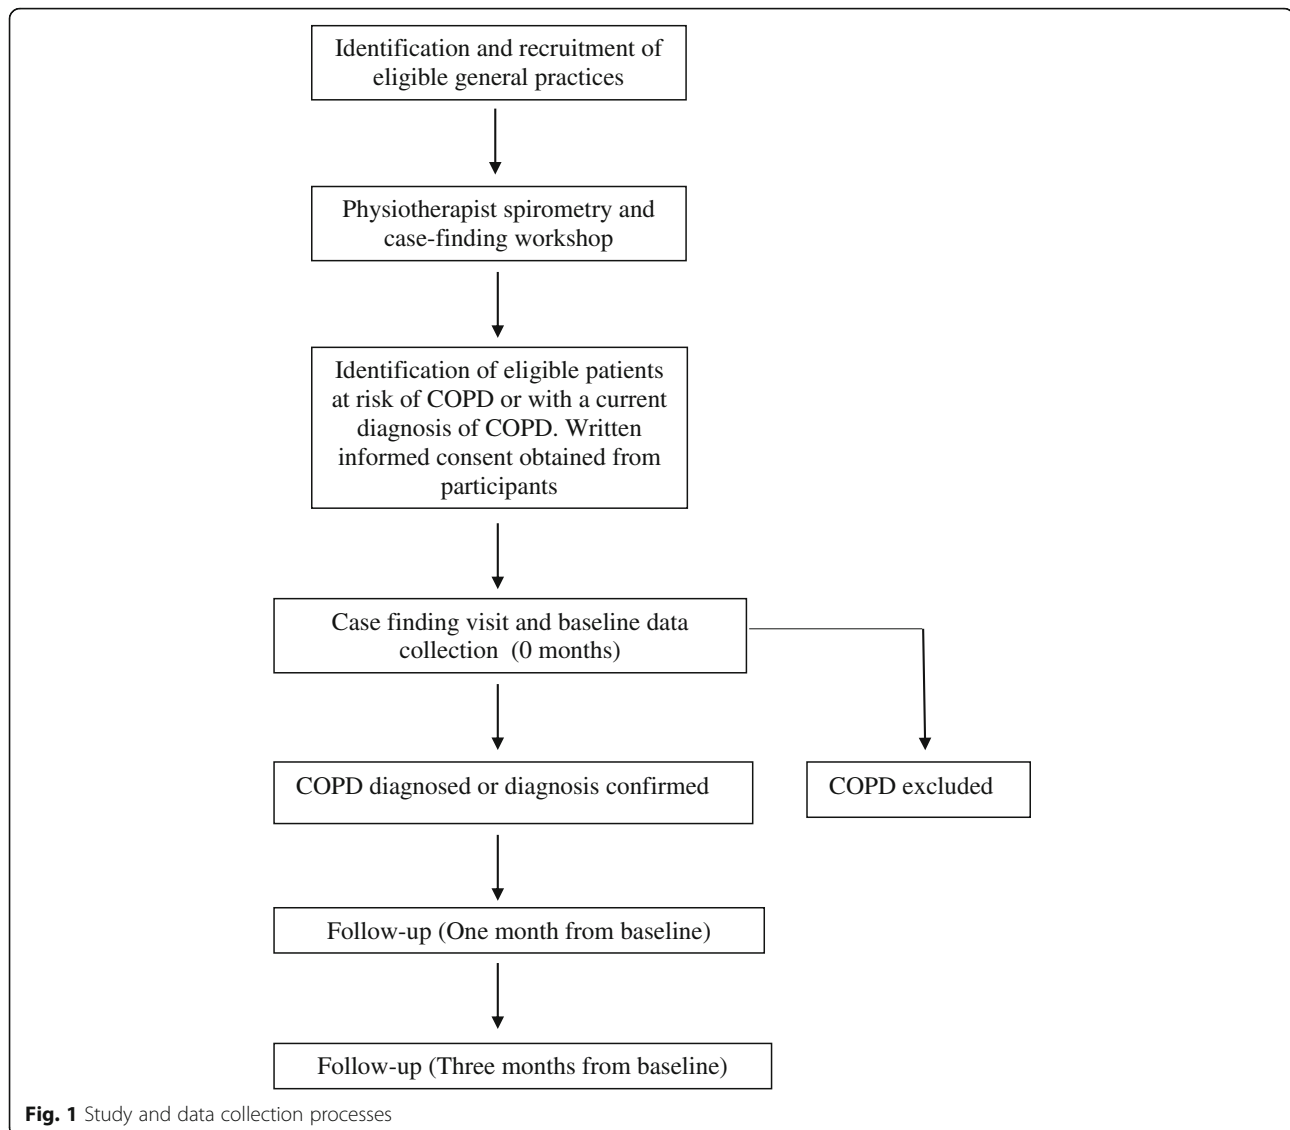 Identification and recruitment of
eligible general practices
Physiotherapist spirometry and
case-finding workshop
Identification of eligible patients
at risk of COPD or with a current
diagnosis of COPD. Written
informed consent obtained from
participants
Case finding visit and baseline data
collection (0 months)
COPD diagnosed or diagnosis confirmed
COPD excluded
Follow-up (One month from baseline)
Follow-up (Three months from baseline)
Fig. 1 Study and data collection processes